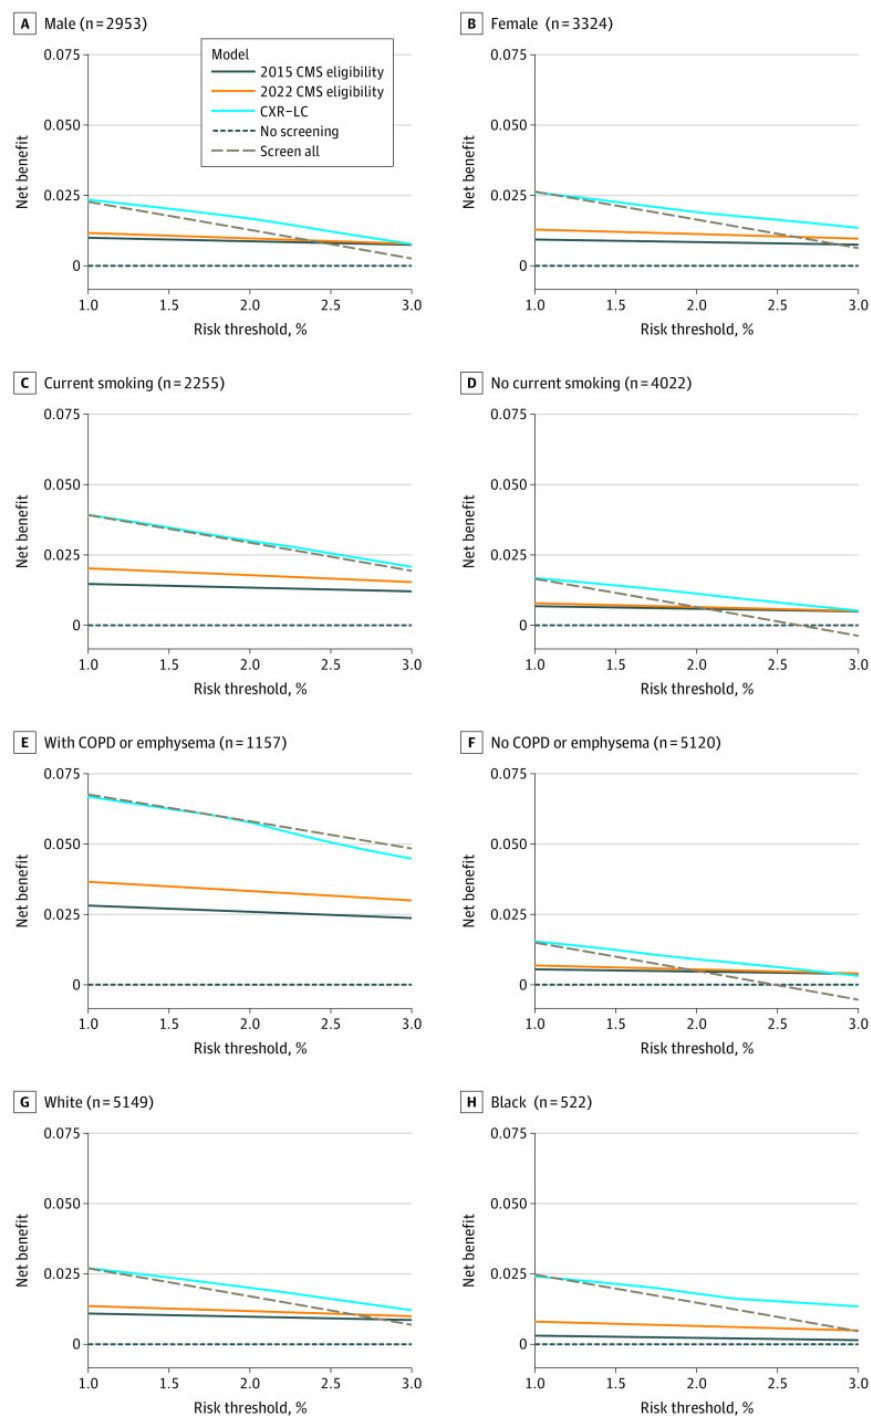 A Male (n = 2953)
Net benefit
0.075
0.050
0.025
0
1.0 1.5 2.0 2.5 3.0
Risk threshold, %
Model
2015 CMS eligibility
2022 CMS eligibility
CXR-LC
No screening
Screen all
B Female (n = 3324)
Net benefit
0.075
0.050
0.025
0
1.0 1.5 2.0 2.5 3.0
Risk threshold, %
C Current smoking (n = 2255)
Net benefit
0.075
0.050
0.025
0
1.0 1.5 2.0 2.5 3.0
Risk threshold, %
D No current smoking (n = 4022)
Net benefit
0.075
0.050
0.025
0
1.0 1.5 2.0 2.5 3.0
Risk threshold, %
E With COPD or emphysema (n = 1157)
Net benefit
0.075
0.050
0.025
0
1.0 1.5 2.0 2.5 3.0
Risk threshold, %
F No COPD or emphysema (n = 5120)
Net benefit
0.075
0.050
0.025
0
1.0 1.5 2.0 2.5 3.0
Risk threshold, %
G White (n = 5149)
Net benefit
0.075
0.050
0.025
0
1.0 1.5 2.0 2.5 3.0
Risk threshold, %
H Black (n = 522)
Net benefit
0.075
0.050
0.025
0
1.0 1.5 2.0 2.5 3.0
Risk threshold, %